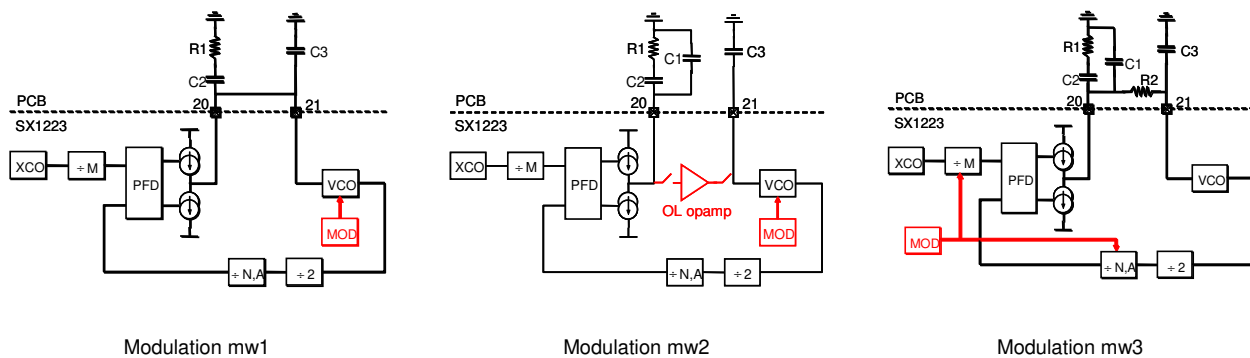 R1
C3
C2
PCB
20
21
SX1223
XCO
÷ M
PFD
VCO
MOD
÷ N,A
÷ 2
Modulation mw1
R1
C1
C3
C2
PCB
20
21
SX1223
XCO
÷ M
PFD
VCO
OL opamp
MOD
÷ N,A
÷ 2
Modulation mw2
R1
C1
C3
C2
R2
PCB
20
21
SX1223
XCO
÷ M
PFD
VCO
MOD
÷ N,A
÷ 2
Modulation mw3